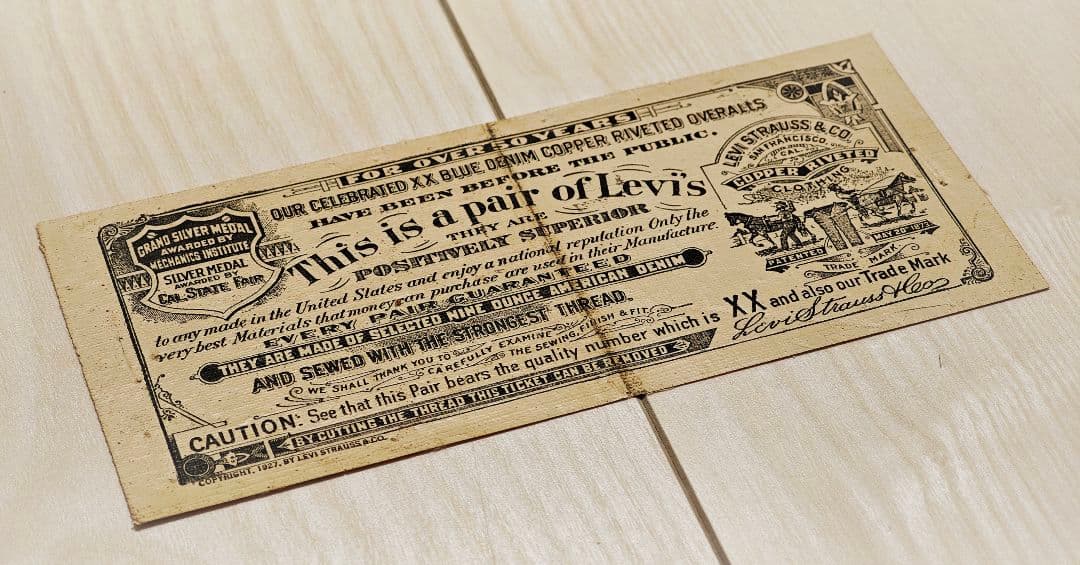 FOR OVER 50 YEARS
OUR CELEBRATED XX BLUE DENIM COPPER RIVETED OVERALLS
HAVE BEEN BEFORE THE PUBLIC.
This is a pair of Levi's
THEY ARE
POSITIVELY SUPERIOR
to any made in the United States and enjoy a national reputation Only the
very best Materials that money can purchase are used in their Manufacture.
EVERY PAIR GUARANTEED
THEY ARE MADE OF SELECTED NINE OUNCE AMERICAN DENIM
AND SEWED WITH THE STRONGEST THREAD.
WE SHALL THANK YOU TO CAREFULLY EXAMINE THE SEWING, FINISH & FIT.
CAUTION: See that this Pair bears the quality number which is XX and also our Trade Mark
BY CUTTING THE THREAD THIS TICKET CAN BE REMOVED
Levi Strauss & Co
COPYRIGHT, 1927, BY LEVI STRAUSS & CO.
GRAND SILVER MEDAL
AWARDED BY
MECHANICS INSTITUTE
SILVER MEDAL
AWARDED BY
CAL STATE FAIR
LEVI STRAUSS & CO.
SAN FRANCISCO,
CAL.
COPPER RIVETED
CLOTHING
PATENTED
MAY 20 1873
TRADE MARK